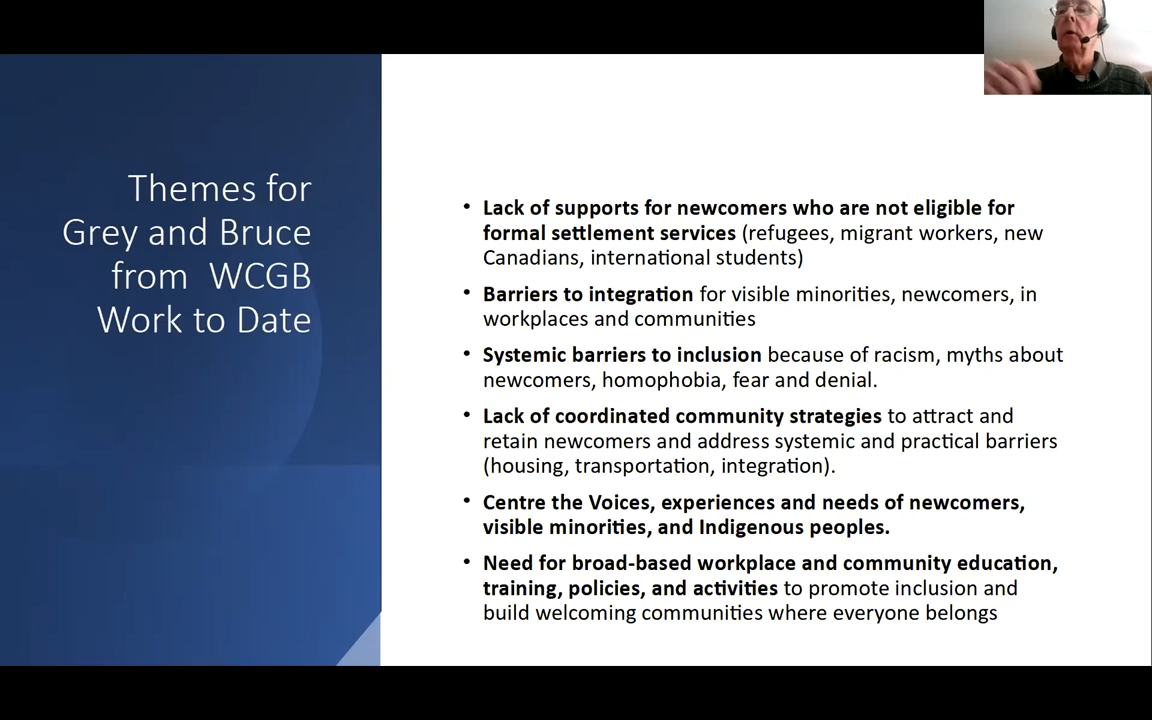 Themes for
Grey and Bruce
from  WCGB
Work to Date
• Lack of supports for newcomers who are not eligible for
formal settlement services (refugees, migrant workers, new
Canadians, international students)
• Barriers to integration for visible minorities, newcomers, in
workplaces and communities
• Systemic barriers to inclusion because of racism, myths about
newcomers, homophobia, fear and denial.
• Lack of coordinated community strategies to attract and
retain newcomers and address systemic and practical barriers
(housing, transportation, integration).
• Centre the Voices, experiences and needs of newcomers,
visible minorities, and Indigenous peoples.
• Need for broad-based workplace and community education,
training, policies, and activities to promote inclusion and
build welcoming communities where everyone belongs